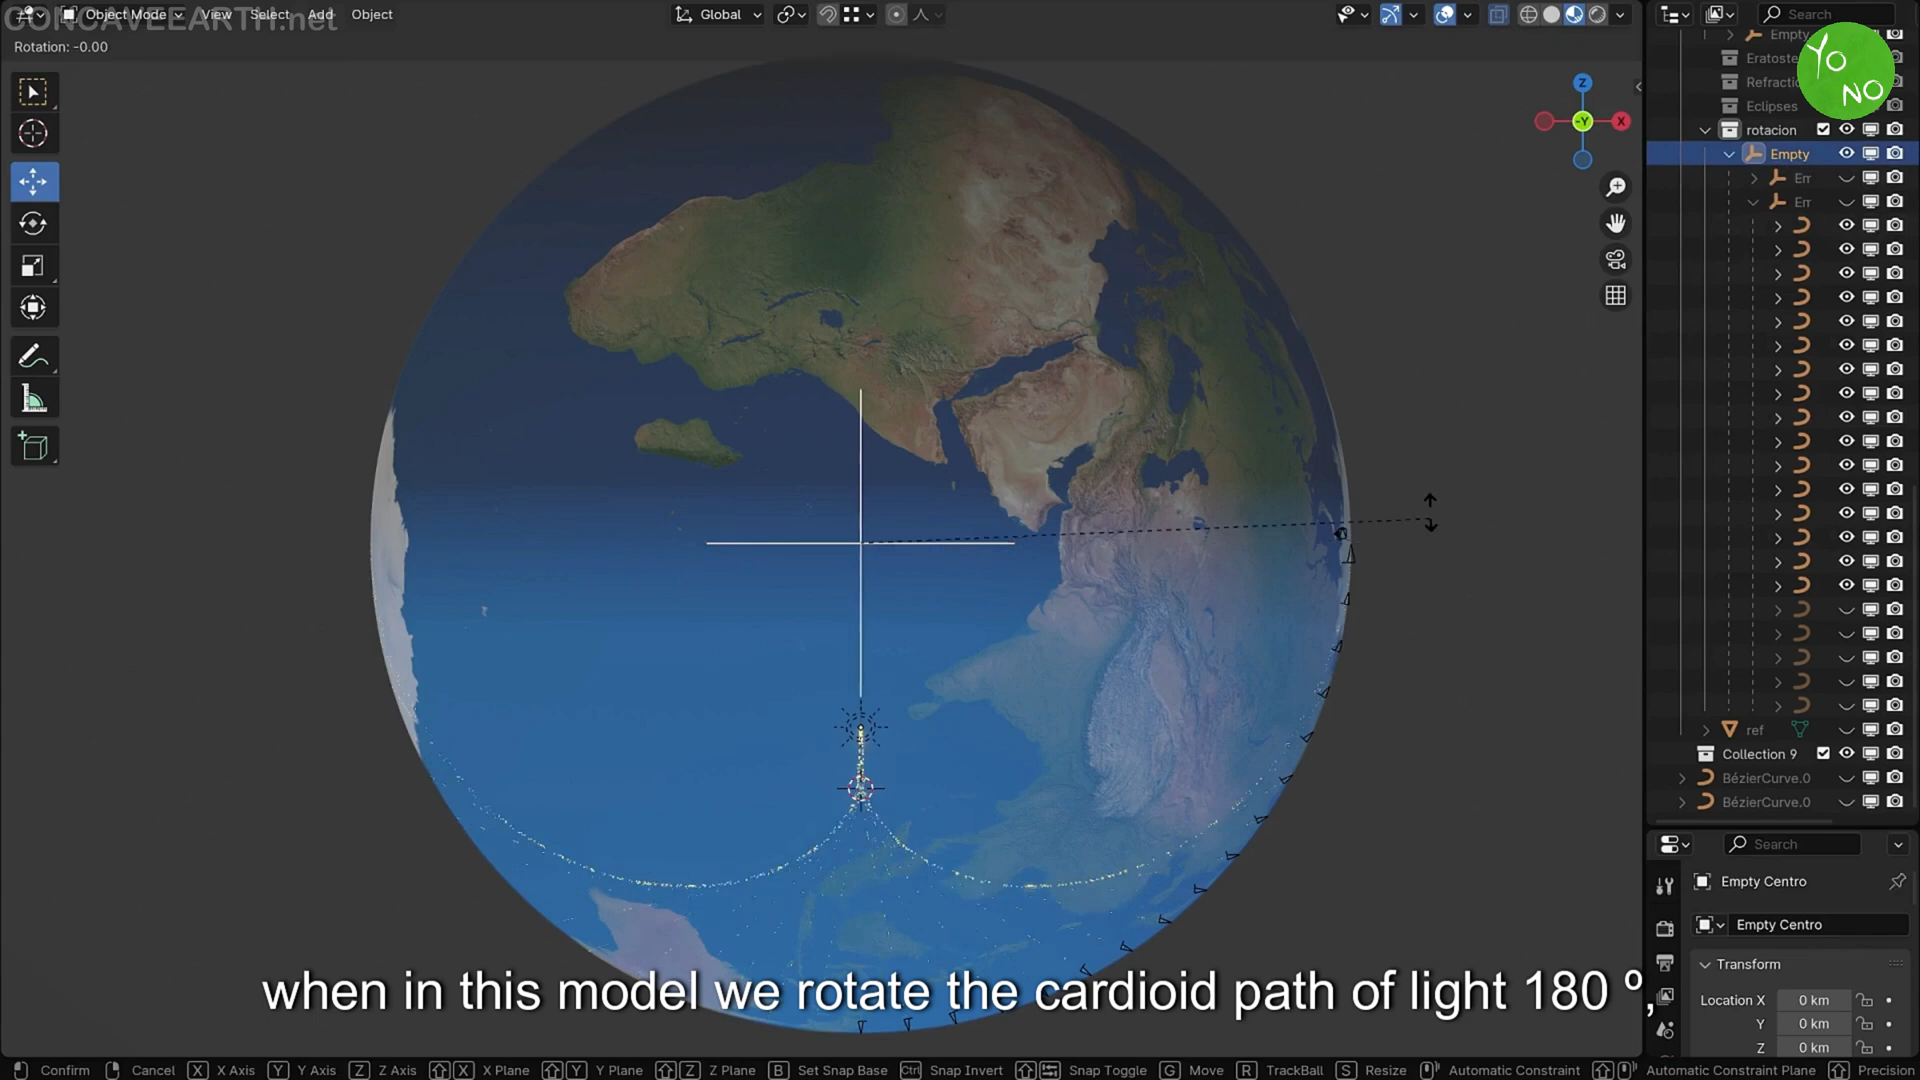 CONCAVEEARTH.net
Object Mode View Select Add Object
Global
Search
Rotation: -0.00
YO NO
Empty
Eratoste
Refracti
Eclipses
rotacion
Empty
Er
Er
ref
Collection 9
BézierCurve.0
BézierCurve.0
Z
-Y
X
Search
Empty Centro
Empty Centro
Transform
Location X 0 km
Y 0 km
Z 0 km
when in this model we rotate the cardioid path of light 180 º,
Confirm Cancel X X Axis Y Y Axis Z Z Axis X X Plane Y Y Plane Z Z Plane B Set Snap Base Ctrl Snap Invert Snap Toggle G Move R TrackBall S Resize Automatic Constraint Automatic Constraint Plane Precision